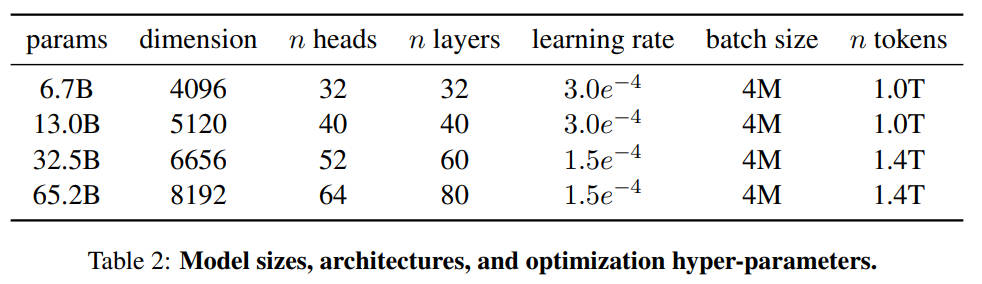 params dimension n heads n layers learning rate batch size n tokens
6.7B 4096 32 32 3.0e⁻⁴ 4M 1.0T
13.0B 5120 40 40 3.0e⁻⁴ 4M 1.0T
32.5B 6656 52 60 1.5e⁻⁴ 4M 1.4T
65.2B 8192 64 80 1.5e⁻⁴ 4M 1.4T
Table 2: Model sizes, architectures, and optimization hyper-parameters.